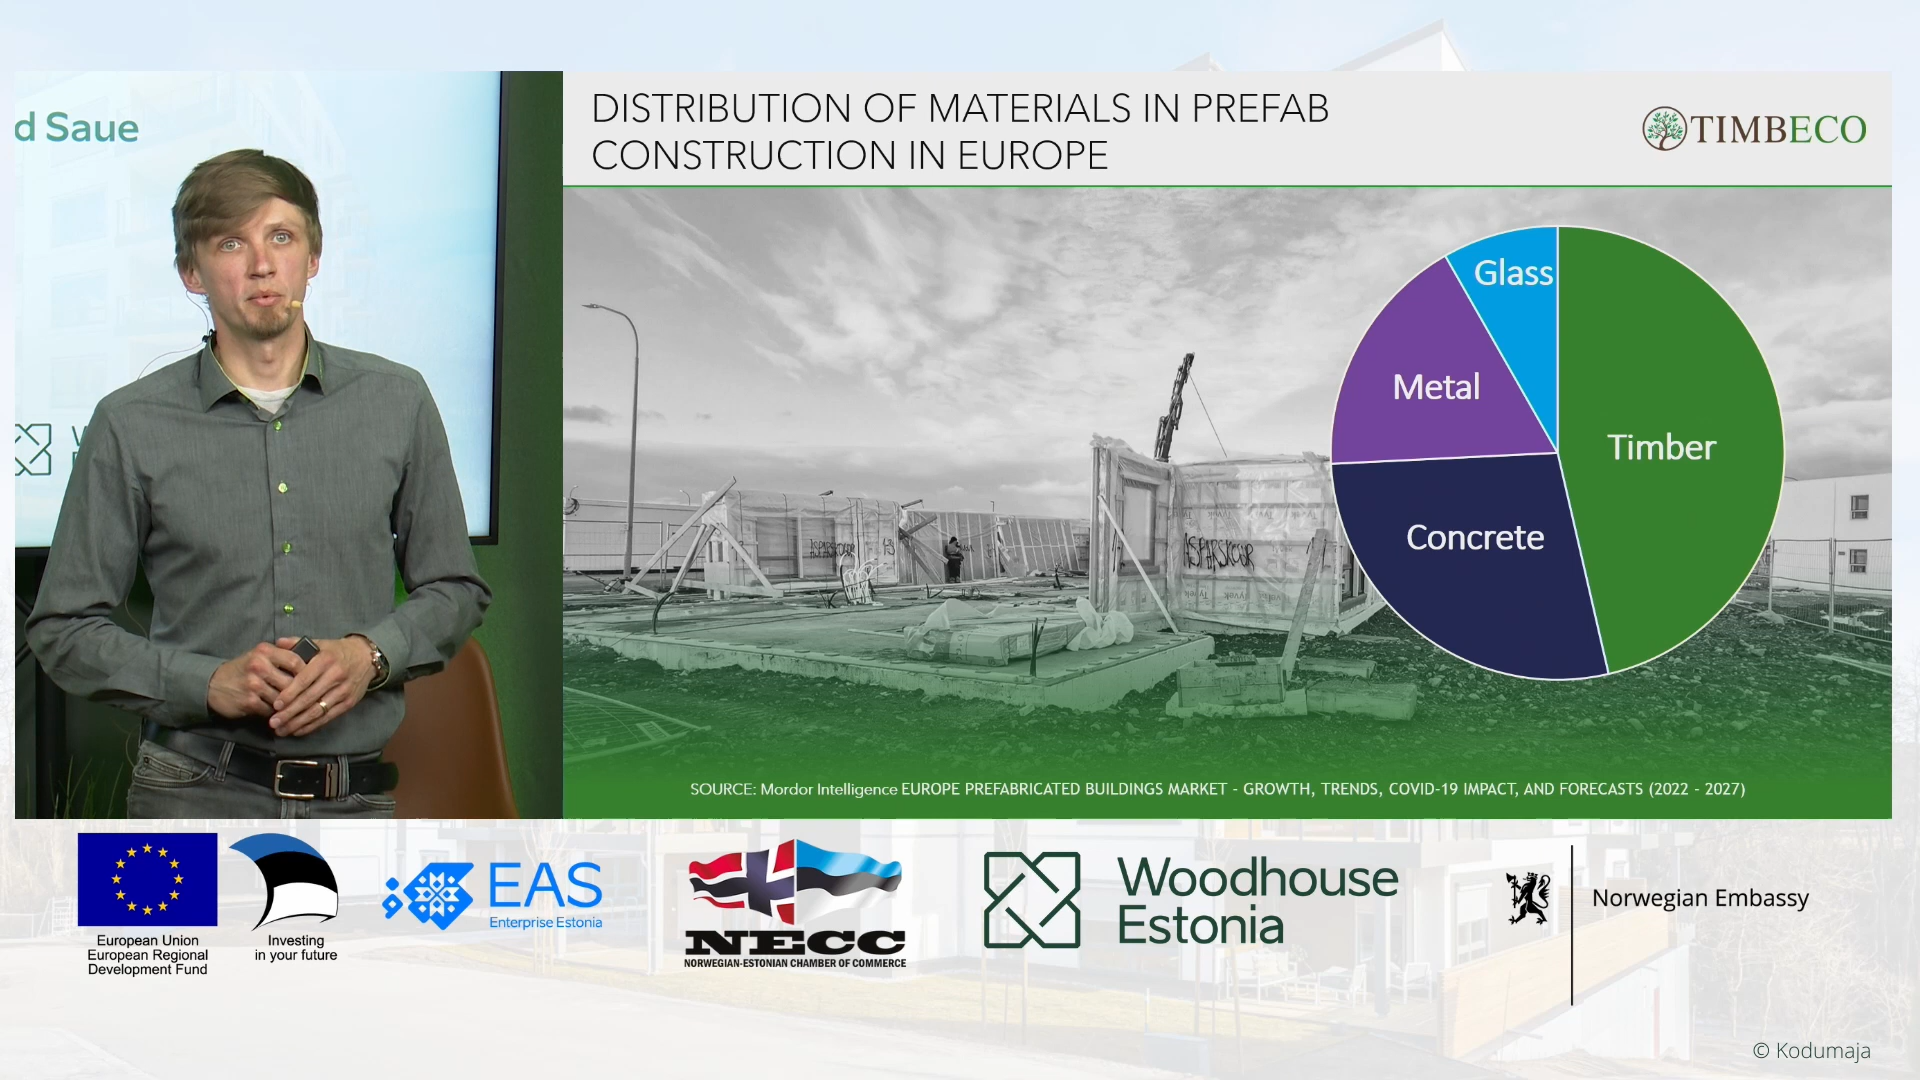 d Saue
DISTRIBUTION OF MATERIALS IN PREFAB
CONSTRUCTION IN EUROPE
TIMBECO
Glass
Metal
Timber
Concrete
SOURCE: Mordor Intelligence EUROPE PREFABRICATED BUILDINGS MARKET - GROWTH, TRENDS, COVID-19 IMPACT, AND FORECASTS (2022 - 2027)
European Union
European Regional
Development Fund
Investing
in your future
EAS
Enterprise Estonia
NECC
NORWEGIAN-ESTONIAN CHAMBER OF COMMERCE
Woodhouse
Estonia
Norwegian Embassy
© Kodumaja